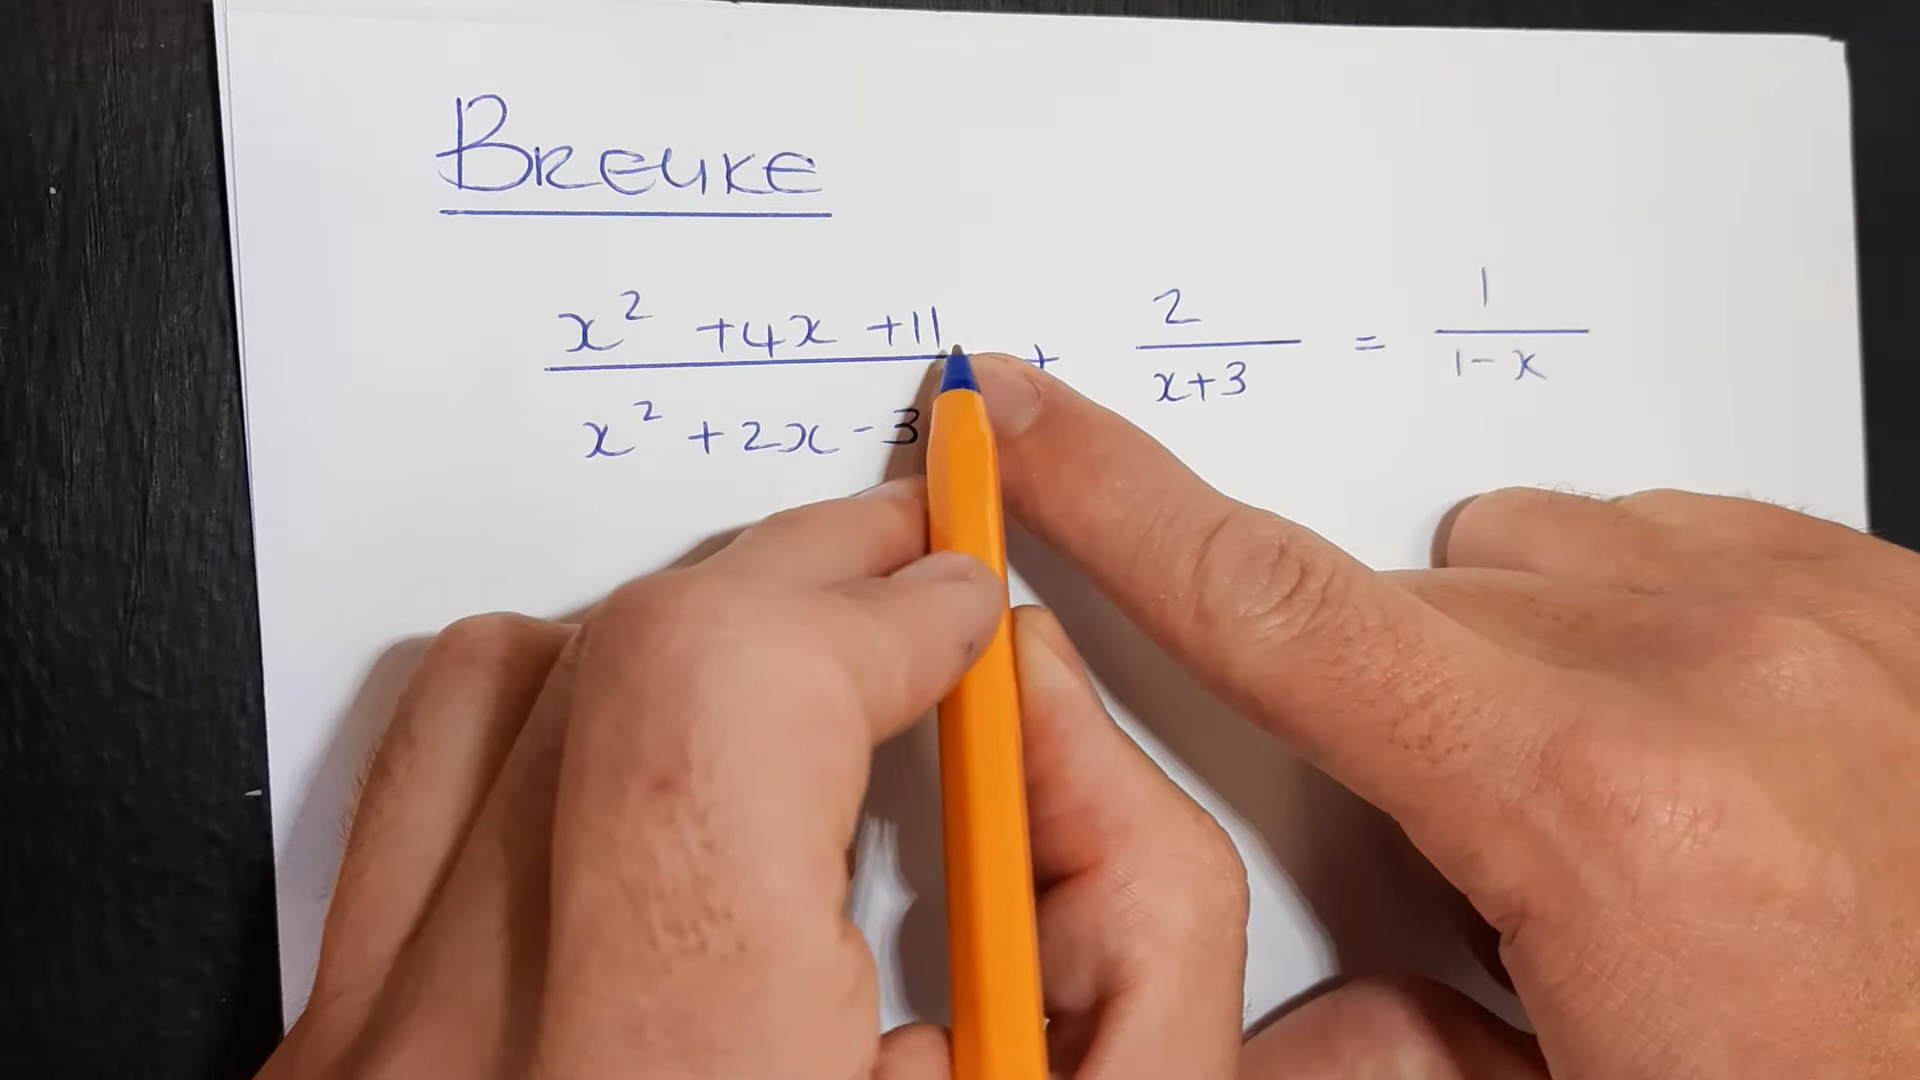 BREUKE
x² +4x +11 / x² +2x -3 + 2 / x+3 = 1 / 1-x